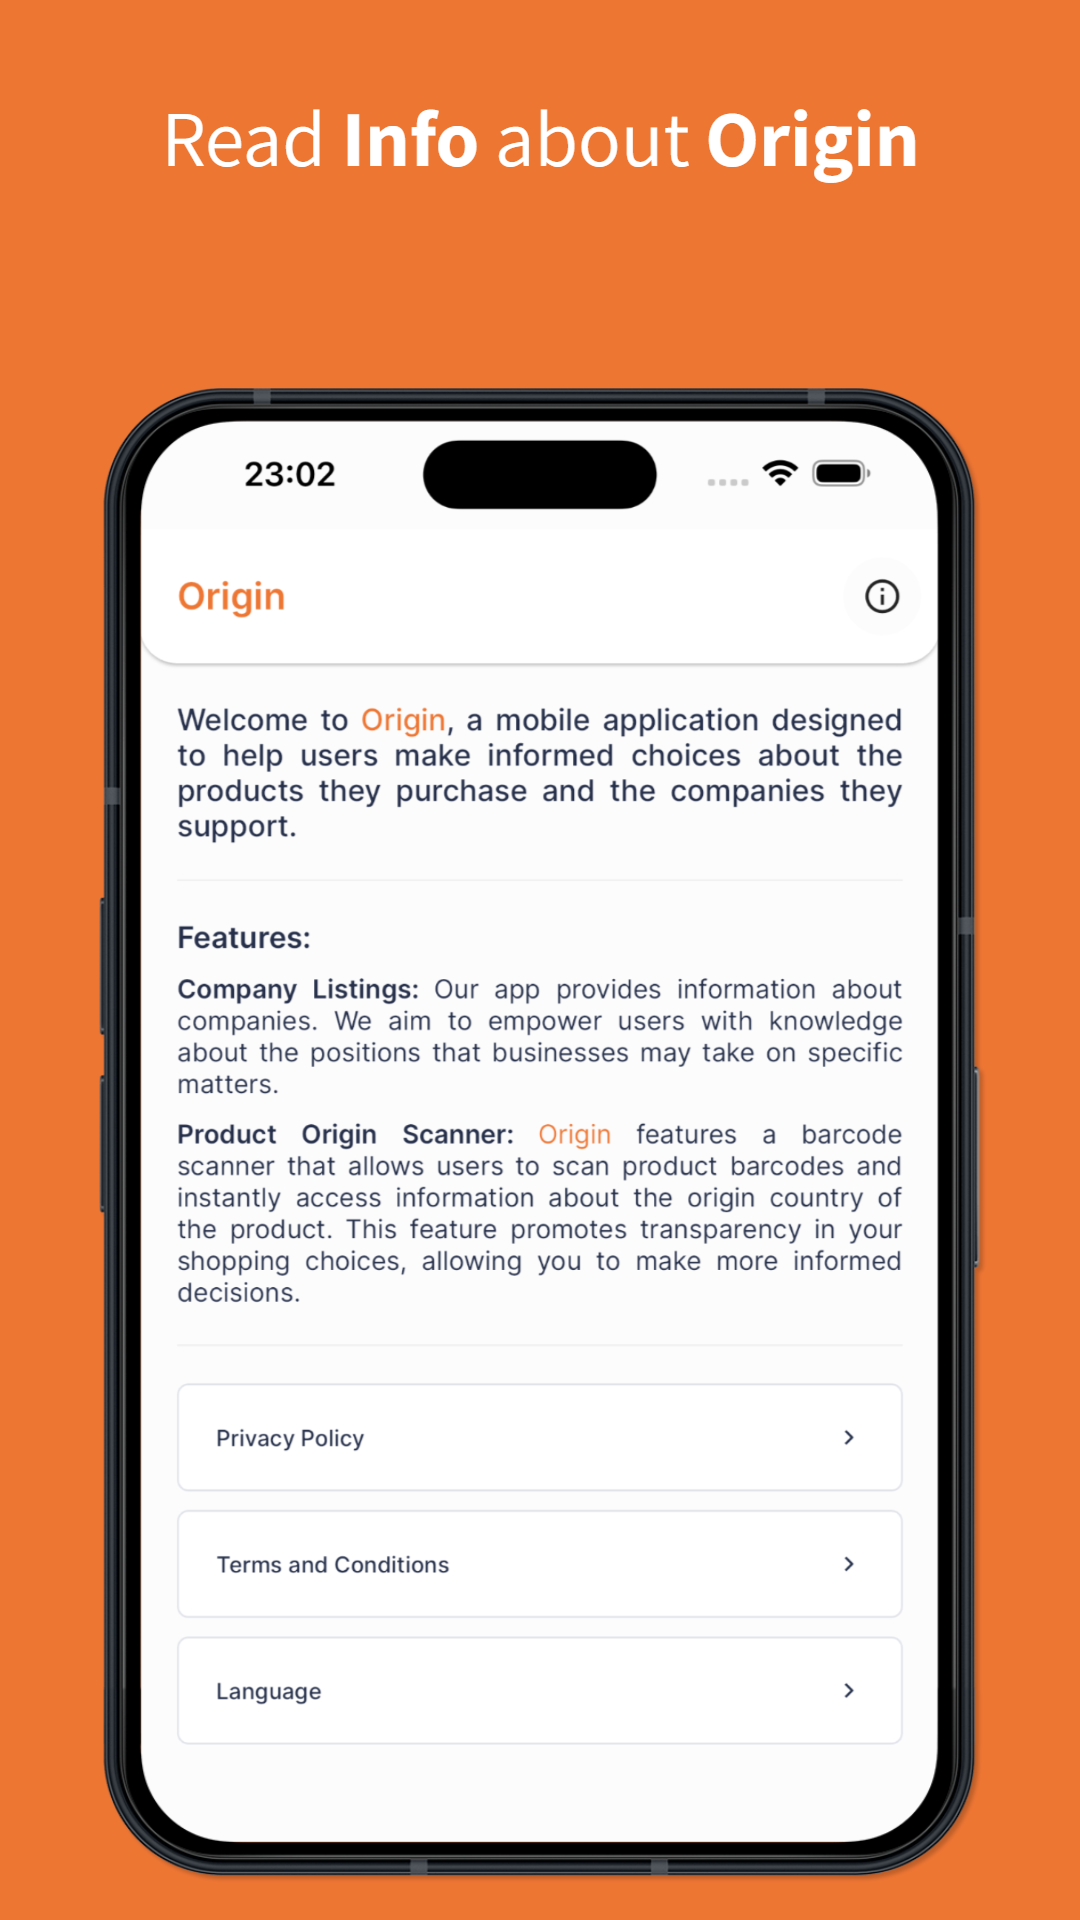 Read Info about Origin
23:02
Origin
Welcome to Origin, a mobile application designed
to help users make informed choices about the
products they purchase and the companies they
support.
Features:
Company Listings: Our app provides information about
companies. We aim to empower users with knowledge
about the positions that businesses may take on specific
matters.
Product Origin Scanner: Origin features a barcode
scanner that allows users to scan product barcodes and
instantly access information about the origin country of
the product. This feature promotes transparency in your
shopping choices, allowing you to make more informed
decisions.
Privacy Policy
Terms and Conditions
Language